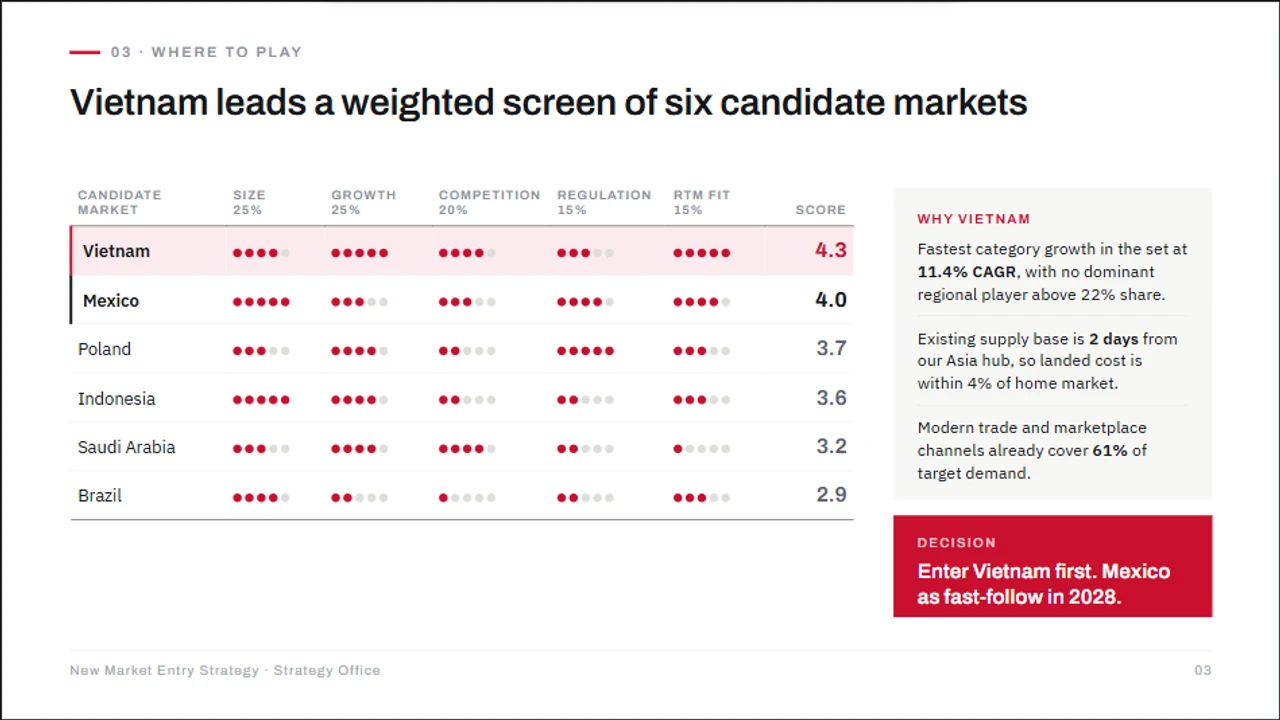 03 · WHERE TO PLAY
Vietnam leads a weighted screen of six candidate markets
CANDIDATE MARKET
SIZE 25%
GROWTH 25%
COMPETITION 20%
REGULATION 15%
RTM FIT 15%
SCORE
Vietnam 4.3
Mexico 4.0
Poland 3.7
Indonesia 3.6
Saudi Arabia 3.2
Brazil 2.9
WHY VIETNAM
Fastest category growth in the set at
11.4% CAGR, with no dominant
regional player above 22% share.
Existing supply base is 2 days from
our Asia hub, so landed cost is
within 4% of home market.
Modern trade and marketplace
channels already cover 61% of
target demand.
DECISION
Enter Vietnam first. Mexico
as fast-follow in 2028.
New Market Entry Strategy · Strategy Office
03